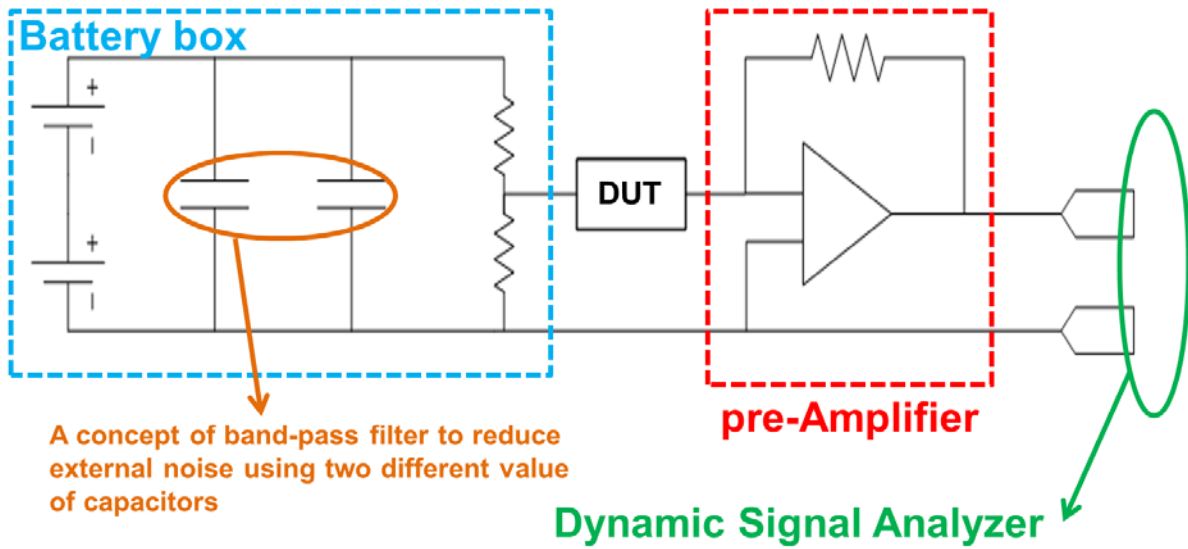 Battery box
+
–
+
–
DUT
pre-Amplifier
A concept of band-pass filter to reduce
external noise using two different value
of capacitors
Dynamic Signal Analyzer